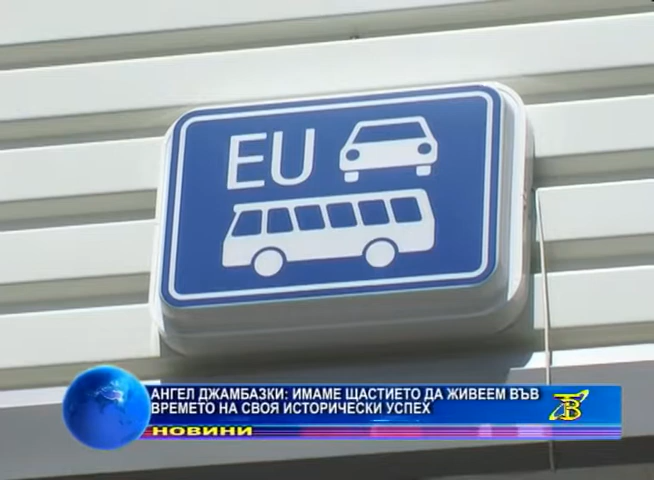 EU
АНГЕЛ ДЖАМБАЗКИ: ИМАМЕ ЩАСТИЕТО ДА ЖИВЕЕМ ВЪВ
ВРЕМЕТО НА СВОЯ ИСТОРИЧЕСКИ УСПЕХ
НОВИНИ